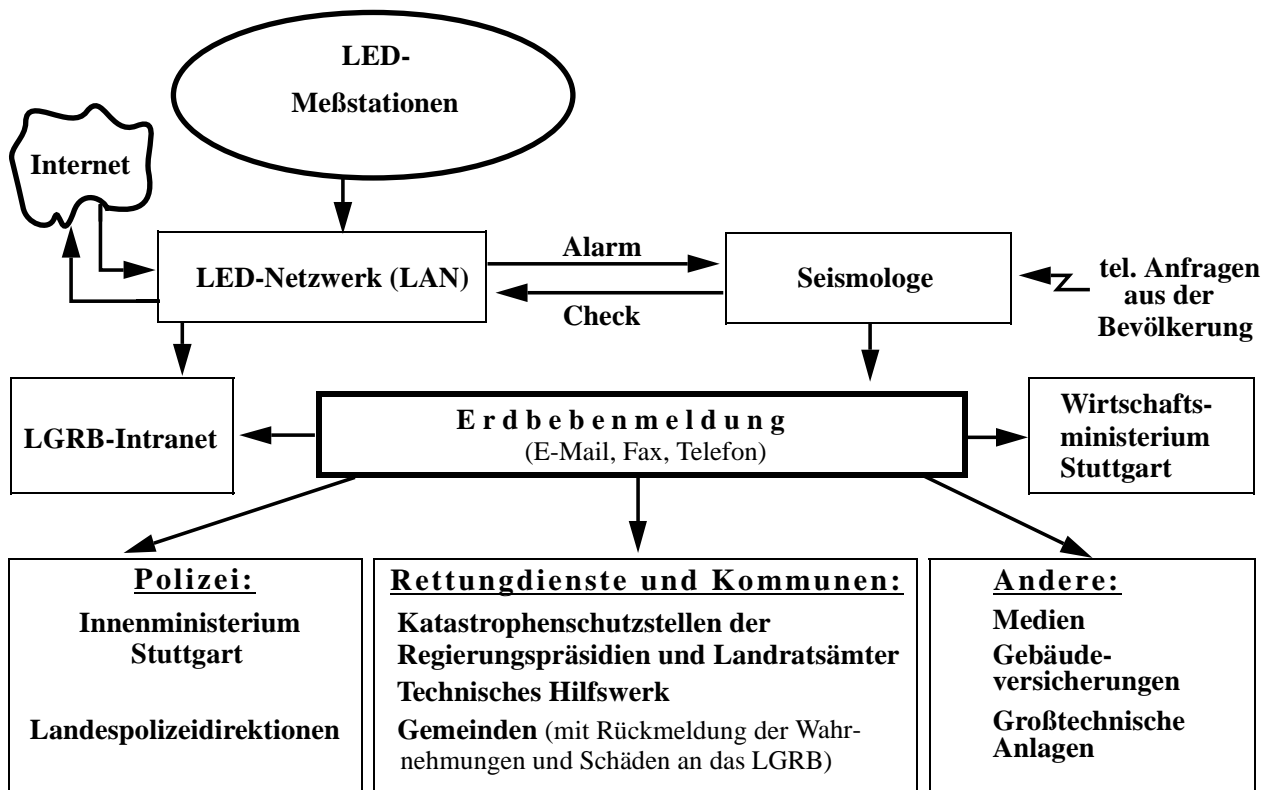 LED-
Meßstationen
Internet
LED-Netzwerk (LAN)
Alarm
Check
Seismologe
tel. Anfragen
aus der
Bevölkerung
LGRB-Intranet
Erdbebenmeldung
(E-Mail, Fax, Telefon)
Wirtschafts-
ministerium
Stuttgart
Polizei:
Innenministerium
Stuttgart
Landespolizeidirektionen
Rettungdienste und Kommunen:
Katastrophenschutzstellen der
Regierungspräsidien und Landratsämter
Technisches Hilfswerk
Gemeinden (mit Rückmeldung der Wahr-
nehmungen und Schäden an das LGRB)
Andere:
Medien
Gebäude-
versicherungen
Großtechnische
Anlagen